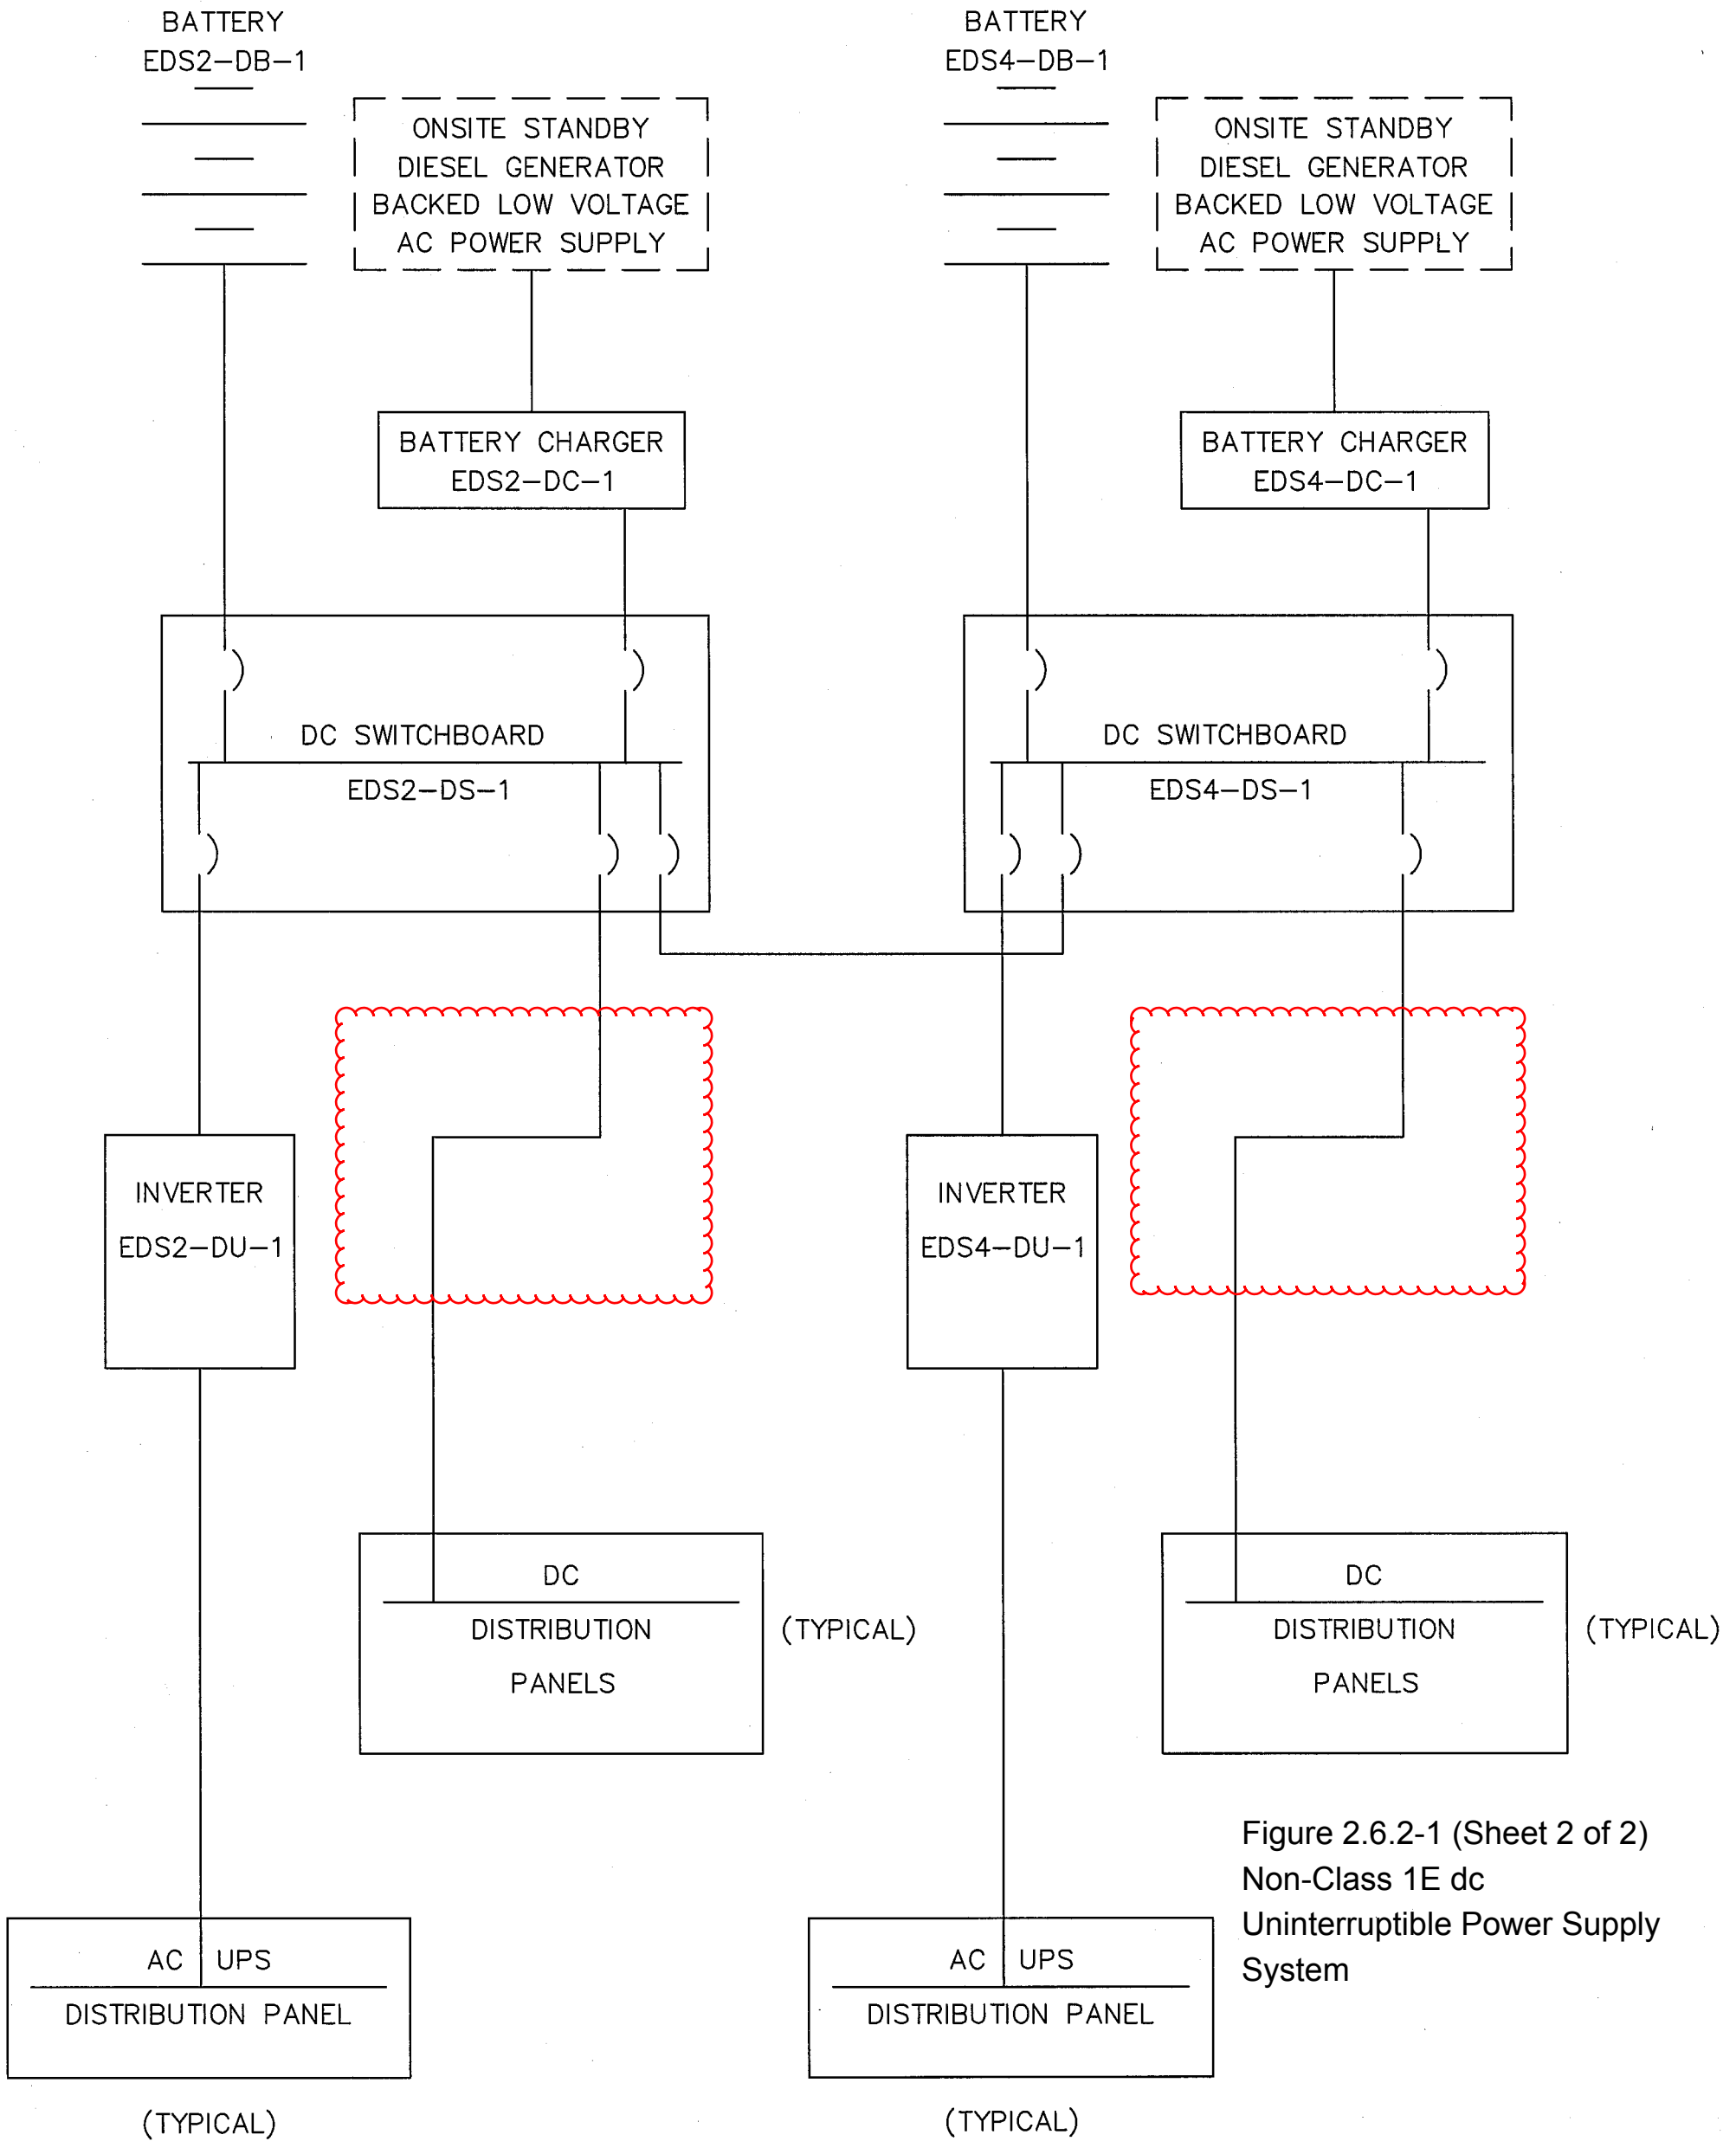 BATTERY
EDS2-DB-1
ONSITE STANDBY
DIESEL GENERATOR
BACKED LOW VOLTAGE
AC POWER SUPPLY
BATTERY
EDS4-DB-1
ONSITE STANDBY
DIESEL GENERATOR
BACKED LOW VOLTAGE
AC POWER SUPPLY
BATTERY CHARGER
EDS2-DC-1
BATTERY CHARGER
EDS4-DC-1
DC SWITCHBOARD
EDS2-DS-1
DC SWITCHBOARD
EDS4-DS-1
INVERTER
EDS2-DU-1
INVERTER
EDS4-DU-1
DC
DISTRIBUTION
PANELS
(TYPICAL)
DC
DISTRIBUTION
PANELS
(TYPICAL)
AC UPS
DISTRIBUTION PANEL
(TYPICAL)
AC UPS
DISTRIBUTION PANEL
(TYPICAL)
Figure 2.6.2-1 (Sheet 2 of 2)
Non-Class 1E dc
Uninterruptible Power Supply
System